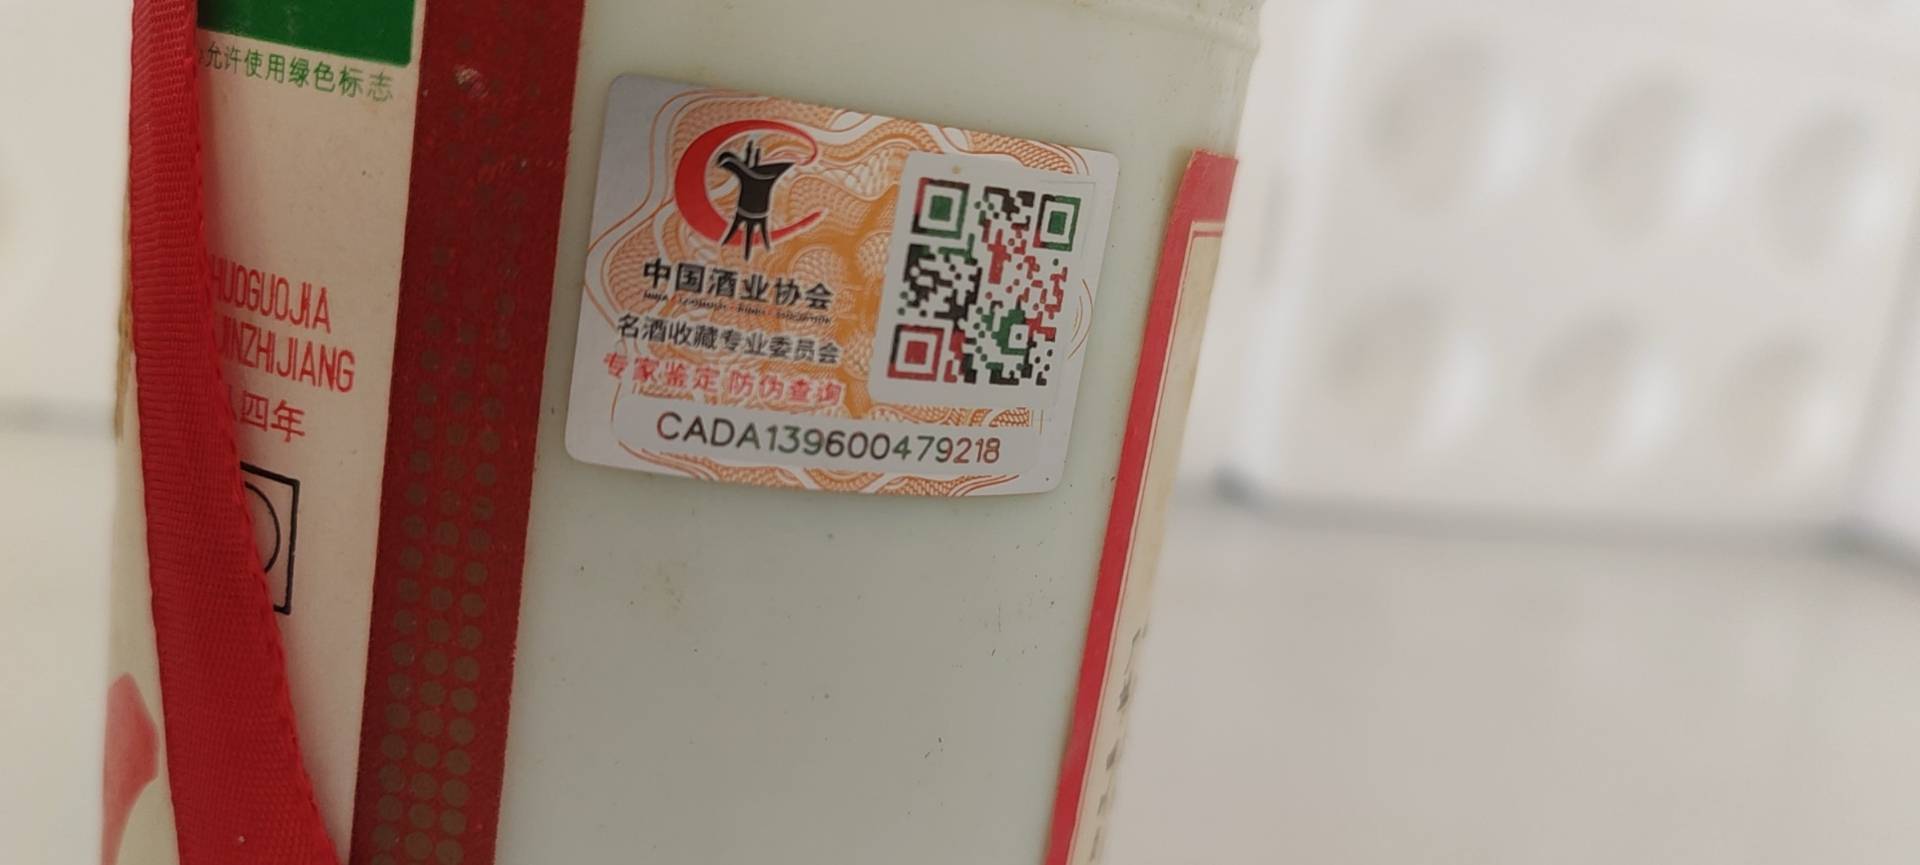 允许使用绿色标志
HUOGUOJIA
JINZHIJIANG
四年
中国酒业协会
名酒收藏专业委员会
专家鉴定 防伪查询
CADA139600479218